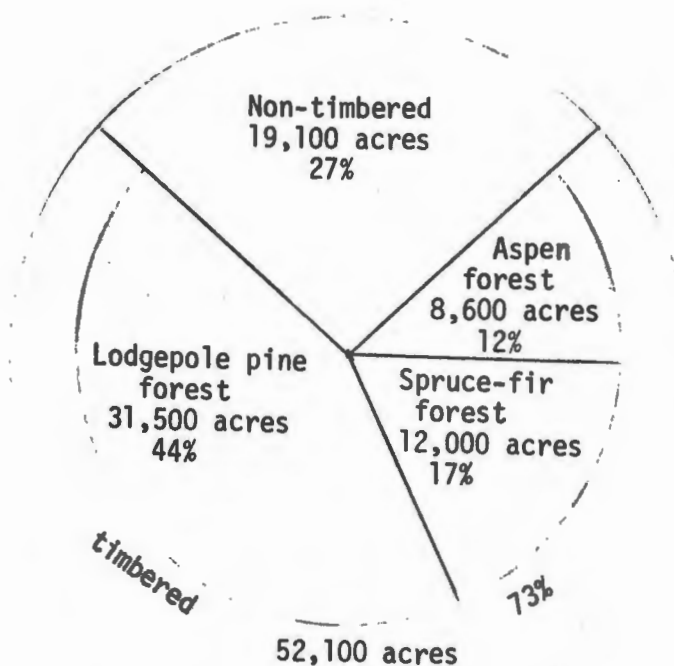 Non-timbered
19,100 acres
27%
Aspen
forest
8,600 acres
12%
Lodgepole pine
forest
31,500 acres
44%
Spruce-fir
forest
12,000 acres
17%
timbered
73%
52,100 acres